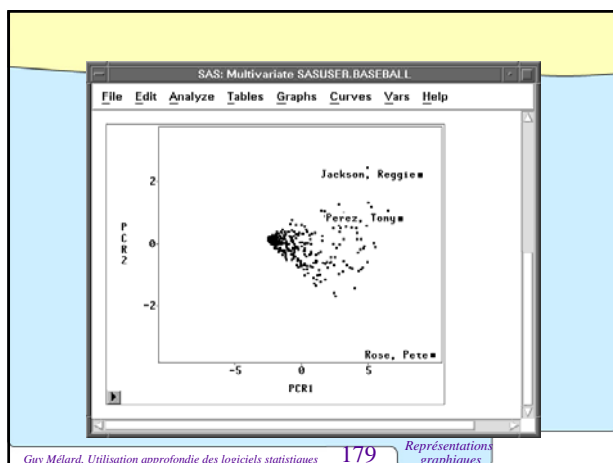 SAS: Multivariate SASUSER.BASEBALL
File Edit Analyze Tables Graphs Curves Vars Help
Jackson, Reggie
2
Perez, Tony
PCR2
0
-2
Rose, Pete
-5 0 5
PCR1
Guy Mélard, Utilisation approfondie des logiciels statistiques 179 Représentations
graphiques